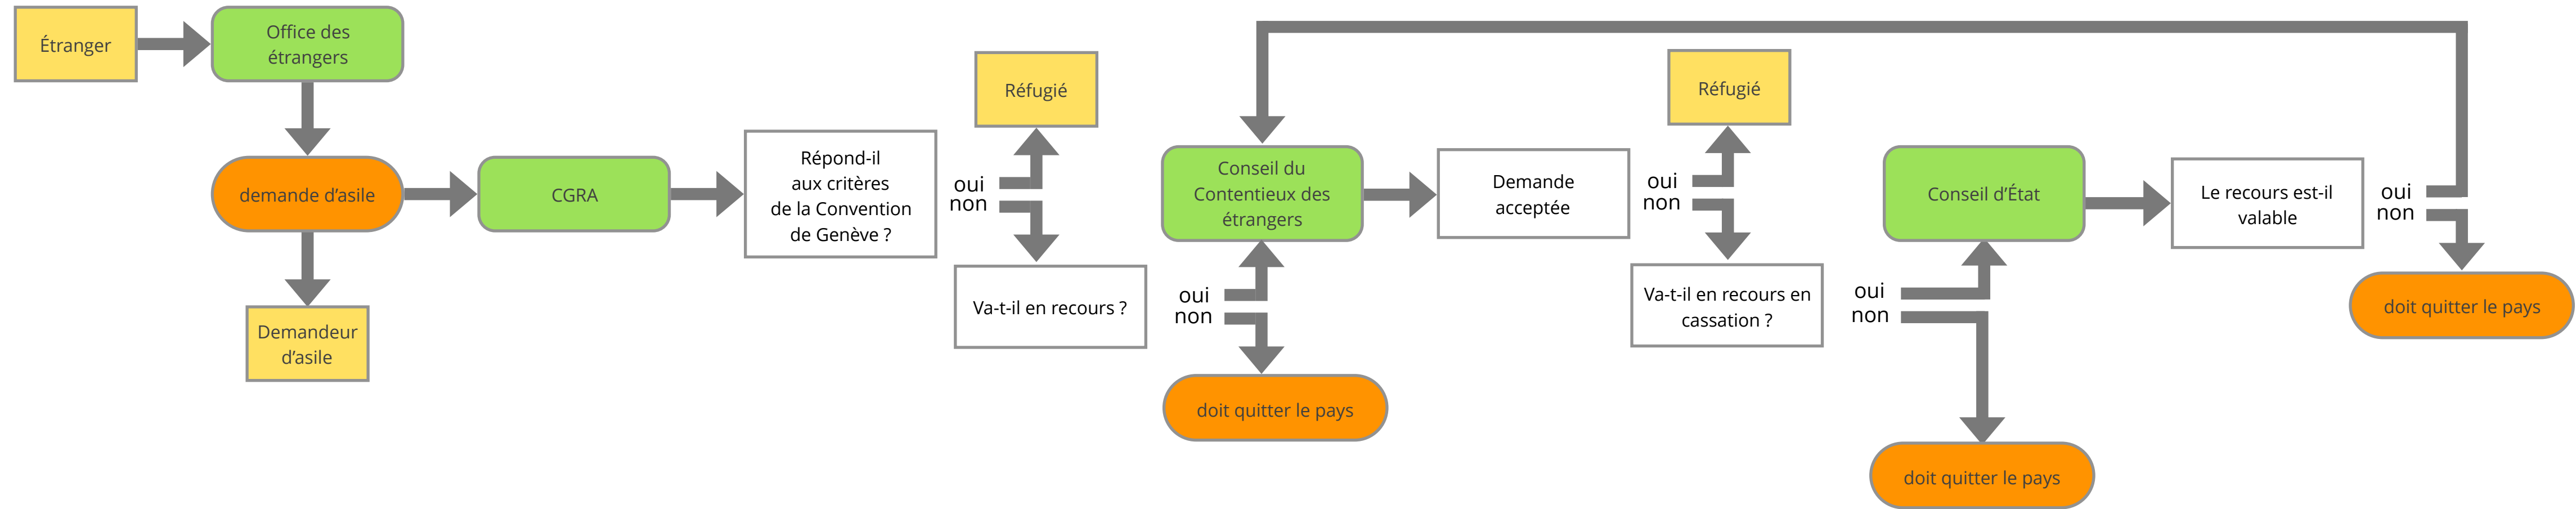 Étranger
Office des
étrangers
demande d'asile
Demandeur
d'asile
CGRA
Répond-il
aux critères
de la Convention
de Genève ?
oui
non
Réfugié
Va-t-il en recours ?
oui
non
doit quitter le pays
Conseil du
Contentieux des
étrangers
Demande
acceptée
oui
non
Réfugié
Va-t-il en recours en
cassation ?
oui
non
doit quitter le pays
Conseil d'État
Le recours est-il
valable
oui
non
doit quitter le pays